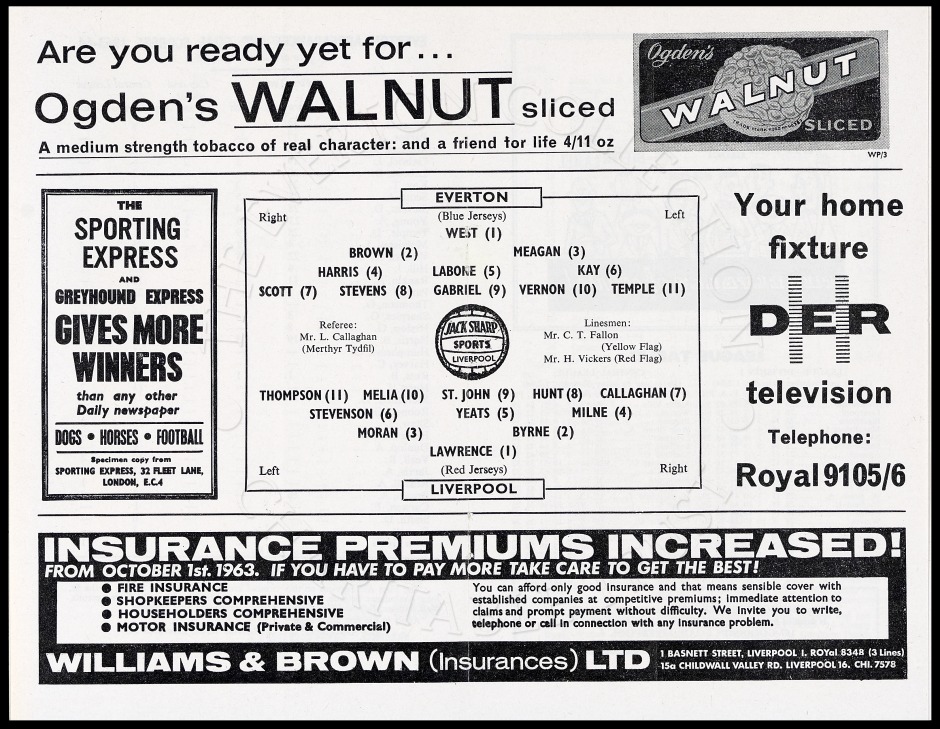 Are you ready yet for...
Ogden's WALNUT sliced
A medium strength tobacco of real character: and a friend for life 4/11 oz
Ogden's
WALNUT
SLICED
WP/3
THE
SPORTING
EXPRESS
AND
GREYHOUND EXPRESS
GIVES MORE
WINNERS
than any other
Daily newspaper
DOGS • HORSES • FOOTBALL
Specimen copy from
SPORTING EXPRESS, 32 FLEET LANE,
LONDON, E.C.4
EVERTON
Right (Blue Jerseys) Left
WEST (1)
BROWN (2) MEAGAN (3)
HARRIS (4) LABONE (5) KAY (6)
SCOTT (7) STEVENS (8) GABRIEL (9) VERNON (10) TEMPLE (11)
Referee:
Mr. L. Callaghan
(Merthyr Tydfil)
JACK SHARP
SPORTS
LIVERPOOL
Linesmen:
Mr. C. T. Fallon
(Yellow Flag)
Mr. H. Vickers (Red Flag)
THOMPSON (11) MELIA (10) ST. JOHN (9) HUNT (8) CALLAGHAN (7)
STEVENSON (6) YEATS (5) MILNE (4)
MORAN (3) BYRNE (2)
LAWRENCE (1)
Left (Red Jerseys) Right
LIVERPOOL
Your home
fixture
DER
television
Telephone:
Royal 9105/6
INSURANCE PREMIUMS INCREASED!
FROM OCTOBER 1st. 1963. IF YOU HAVE TO PAY MORE TAKE CARE TO GET THE BEST!
● FIRE INSURANCE
● SHOPKEEPERS COMPREHENSIVE
● HOUSEHOLDERS COMPREHENSIVE
● MOTOR INSURANCE (Private & Commercial)
You can afford only good insurance and that means sensible cover with
established companies at competitive premiums; immediate attention to
claims and prompt payment without difficulty. We invite you to write,
telephone or call in connection with any insurance problem.
WILLIAMS & BROWN (Insurances) LTD
1 BASNETT STREET, LIVERPOOL 1. ROYal 8348 (3 Lines)
15a CHILDWALL VALLEY RD. LIVERPOOL 16. CHI. 7578